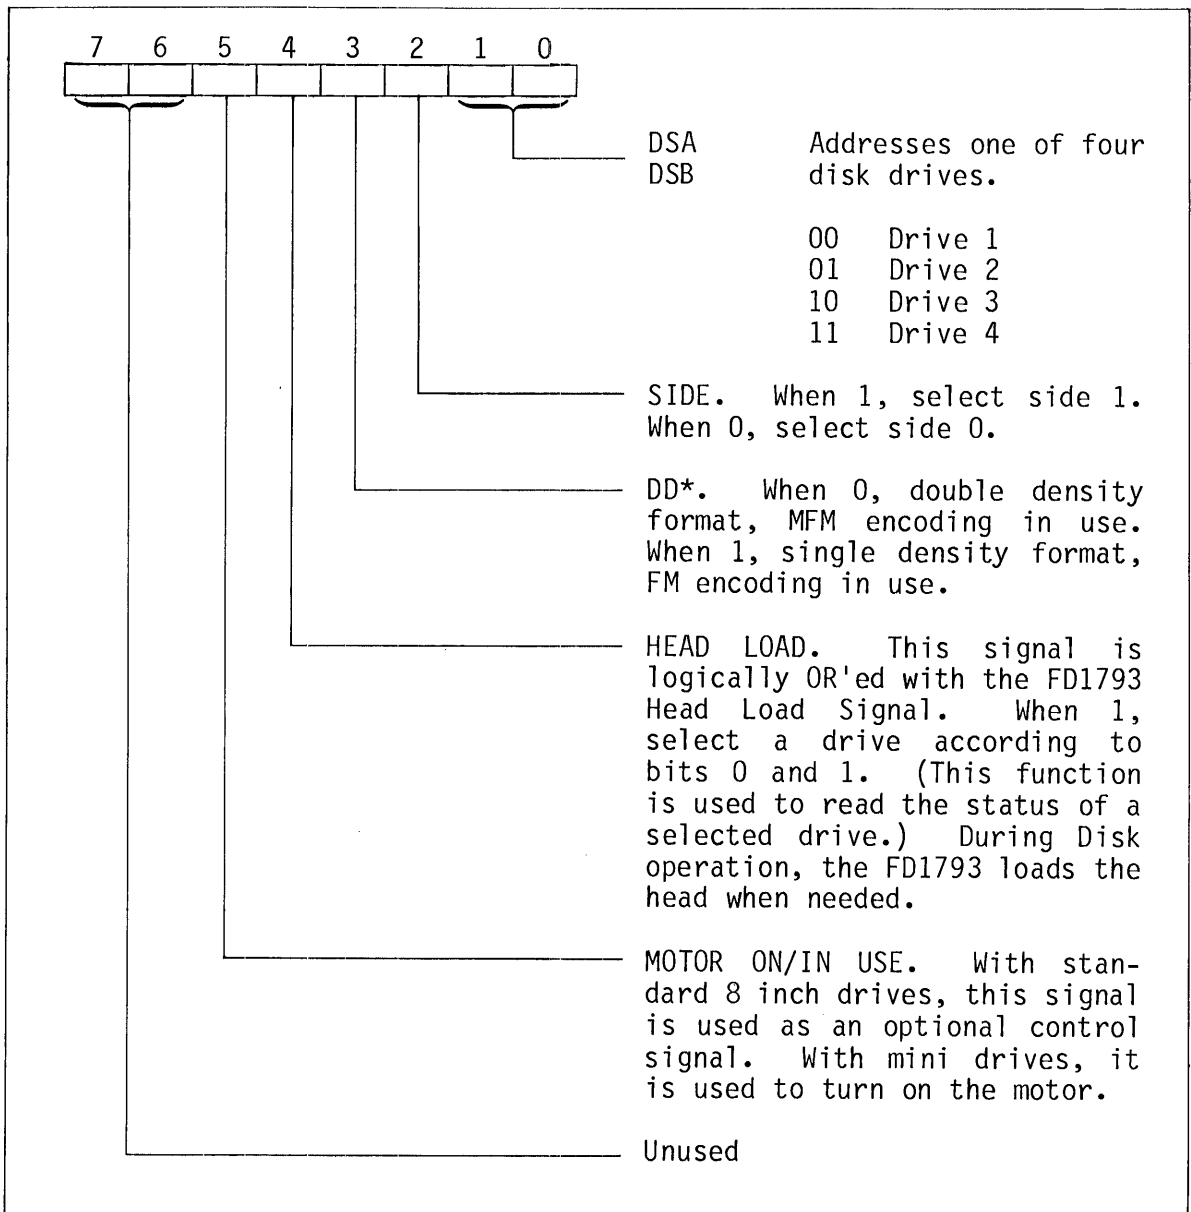 7 6 5 4 3 2 1 0
DSA Addresses one of four
DSB disk drives.
00 Drive 1
01 Drive 2
10 Drive 3
11 Drive 4
SIDE. When 1, select side 1.
When 0, select side 0.
DD*. When 0, double density
format, MFM encoding in use.
When 1, single density format,
FM encoding in use.
HEAD LOAD. This signal is
logically OR'ed with the FD1793
Head Load Signal. When 1,
select a drive according to
bits 0 and 1. (This function
is used to read the status of a
selected drive.) During Disk
operation, the FD1793 loads the
head when needed.
MOTOR ON/IN USE. With stan-
dard 8 inch drives, this signal
is used as an optional control
signal. With mini drives, it
is used to turn on the motor.
Unused